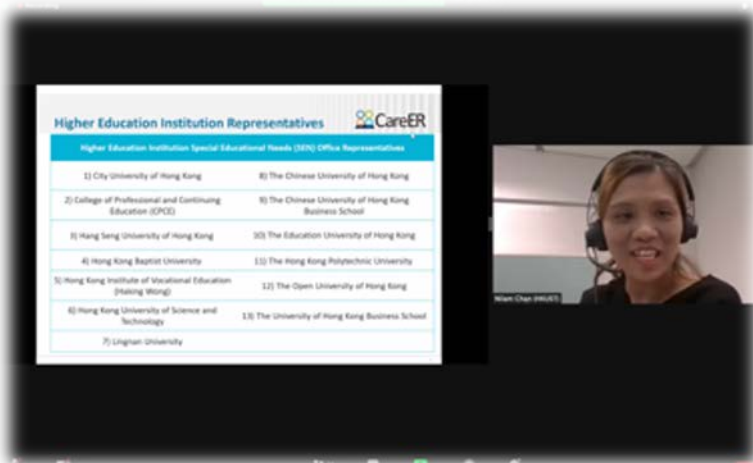 Higher Education Institution Representatives
CareER
Higher Education Institution Special Educational Needs (SEN) Office Representatives
1) City University of Hong Kong
8) The Chinese University of Hong Kong
2) College of Professional and Continuing
Education (CPCE)
9) The Chinese University of Hong Kong
Business School
3) Hang Seng University of Hong Kong
10) The Education University of Hong Kong
4) Hong Kong Baptist University
11) The Hong Kong Polytechnic University
5) Hong Kong Institute of Vocational Education
(Haking Wong)
12) The Open University of Hong Kong
6) Hong Kong University of Science and
Technology
13) The University of Hong Kong Business School
7) Lingnan University
Chan (HKUST)